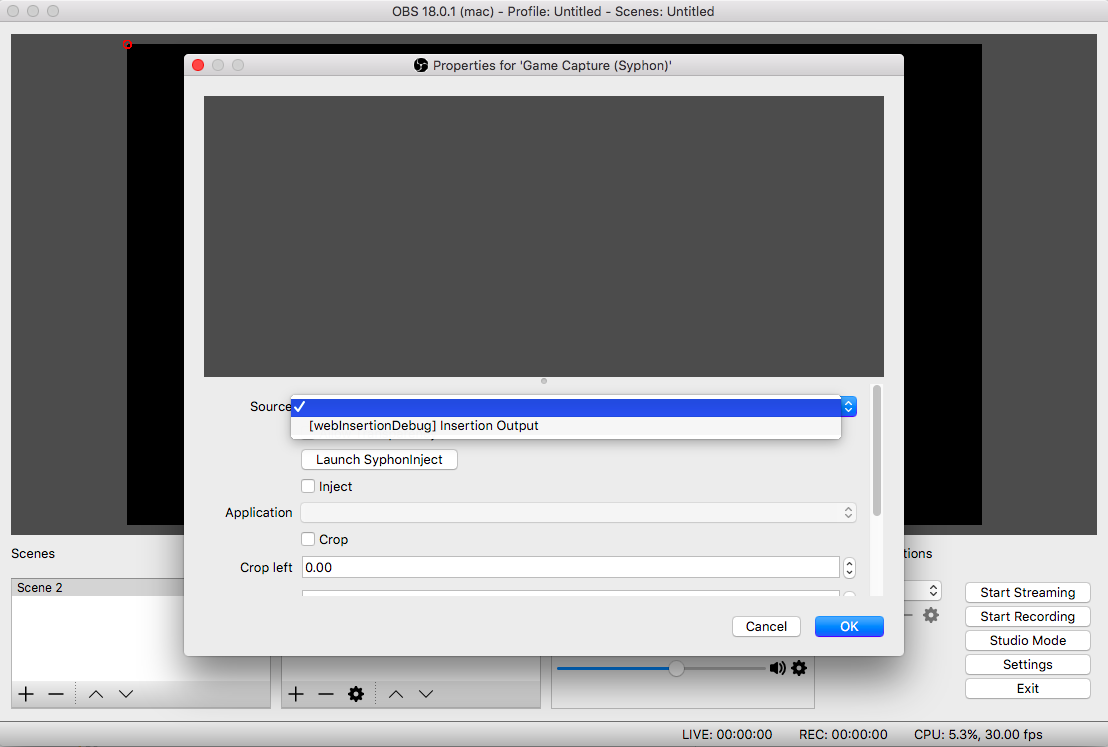 OBS 18.0.1 (mac) - Profile: Untitled - Scenes: Untitled
Properties for 'Game Capture (Syphon)'
Source
[webInsertionDebug] Insertion Output
Launch SyphonInject
Inject
Application
Crop
Crop left 0.00
Cancel OK
Scenes
Scene 2
Start Streaming
Start Recording
Studio Mode
Settings
Exit
LIVE: 00:00:00 REC: 00:00:00 CPU: 5.3%, 30.00 fps